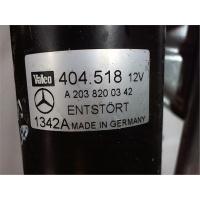 Valeo 404.518 12V
A 203 820 03 42
ENTSTÖRT
1342A MADE IN GERMANY